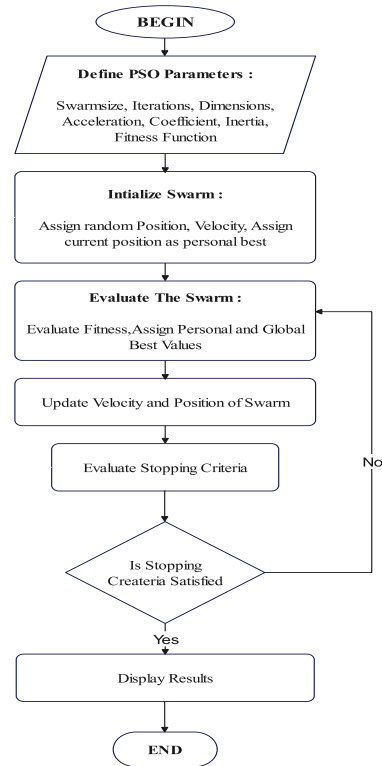 BEGIN
Define PSO Parameters :
Swarmsize, Iterations, Dimensions,
Acceleration, Coefficient, Inertia,
Fitness Function
Intialize Swarm :
Assign random Position, Velocity, Assign
current position as personal best
Evaluate The Swarm :
Evaluate Fitness,Assign Personal and Global
Best Values
Update Velocity and Position of Swarm
Evaluate Stopping Criteria
No
Is Stopping
Createria Satisfied
Yes
Display Results
END